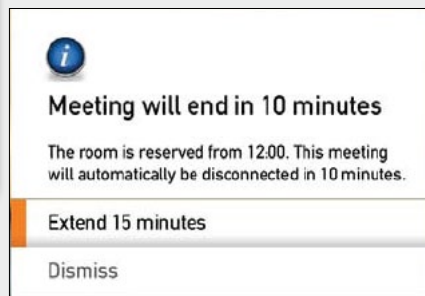 i
Meeting will end in 10 minutes
The room is reserved from 12:00. This meeting
will automatically be disconnected in 10 minutes.
Extend 15 minutes
Dismiss